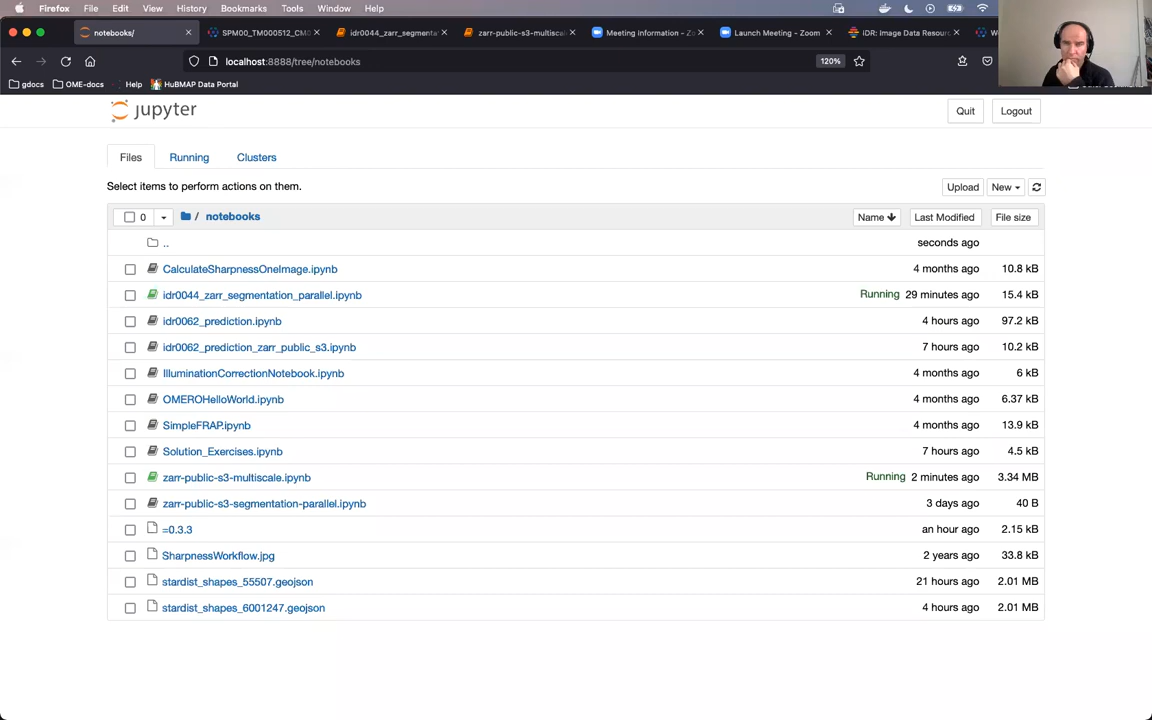 Firefox File Edit View History Bookmarks Tools Window Help
notebooks/ SPM00_TM000512_CM0 idr0044_zarr_segmenta zarr-public-s3-multiscal Meeting Information - Zo Launch Meeting - Zoom IDR: Image Data Resour
localhost:8888/tree/notebooks 120%
gdocs OME-docs Help HuBMAP Data Portal
jupyter Quit Logout
Files Running Clusters
Select items to perform actions on them. Upload New
0 / notebooks Name Last Modified File size
.. seconds ago
CalculateSharpnessOneImage.ipynb 4 months ago 10.8 kB
idr0044_zarr_segmentation_parallel.ipynb Running 29 minutes ago 15.4 kB
idr0062_prediction.ipynb 4 hours ago 97.2 kB
idr0062_prediction_zarr_public_s3.ipynb 7 hours ago 10.2 kB
IlluminationCorrectionNotebook.ipynb 4 months ago 6 kB
OMEROHelloWorld.ipynb 4 months ago 6.37 kB
SimpleFRAP.ipynb 4 months ago 13.9 kB
Solution_Exercises.ipynb 7 hours ago 4.5 kB
zarr-public-s3-multiscale.ipynb Running 2 minutes ago 3.34 MB
zarr-public-s3-segmentation-parallel.ipynb 3 days ago 40 B
=0.3.3 an hour ago 2.15 kB
SharpnessWorkflow.jpg 2 years ago 33.8 kB
stardist_shapes_55507.geojson 21 hours ago 2.01 MB
stardist_shapes_6001247.geojson 4 hours ago 2.01 MB